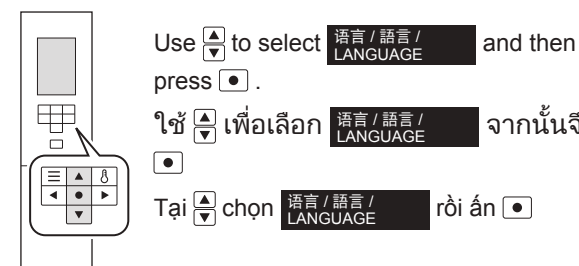 Use to select 语言 / 語言 / LANGUAGE and then
press .
ใช้ เพื่อเลือก 语言 / 語言 / LANGUAGE จากนั้นจึ
Tại chọn 语言 / 語言 / LANGUAGE rồi ấn